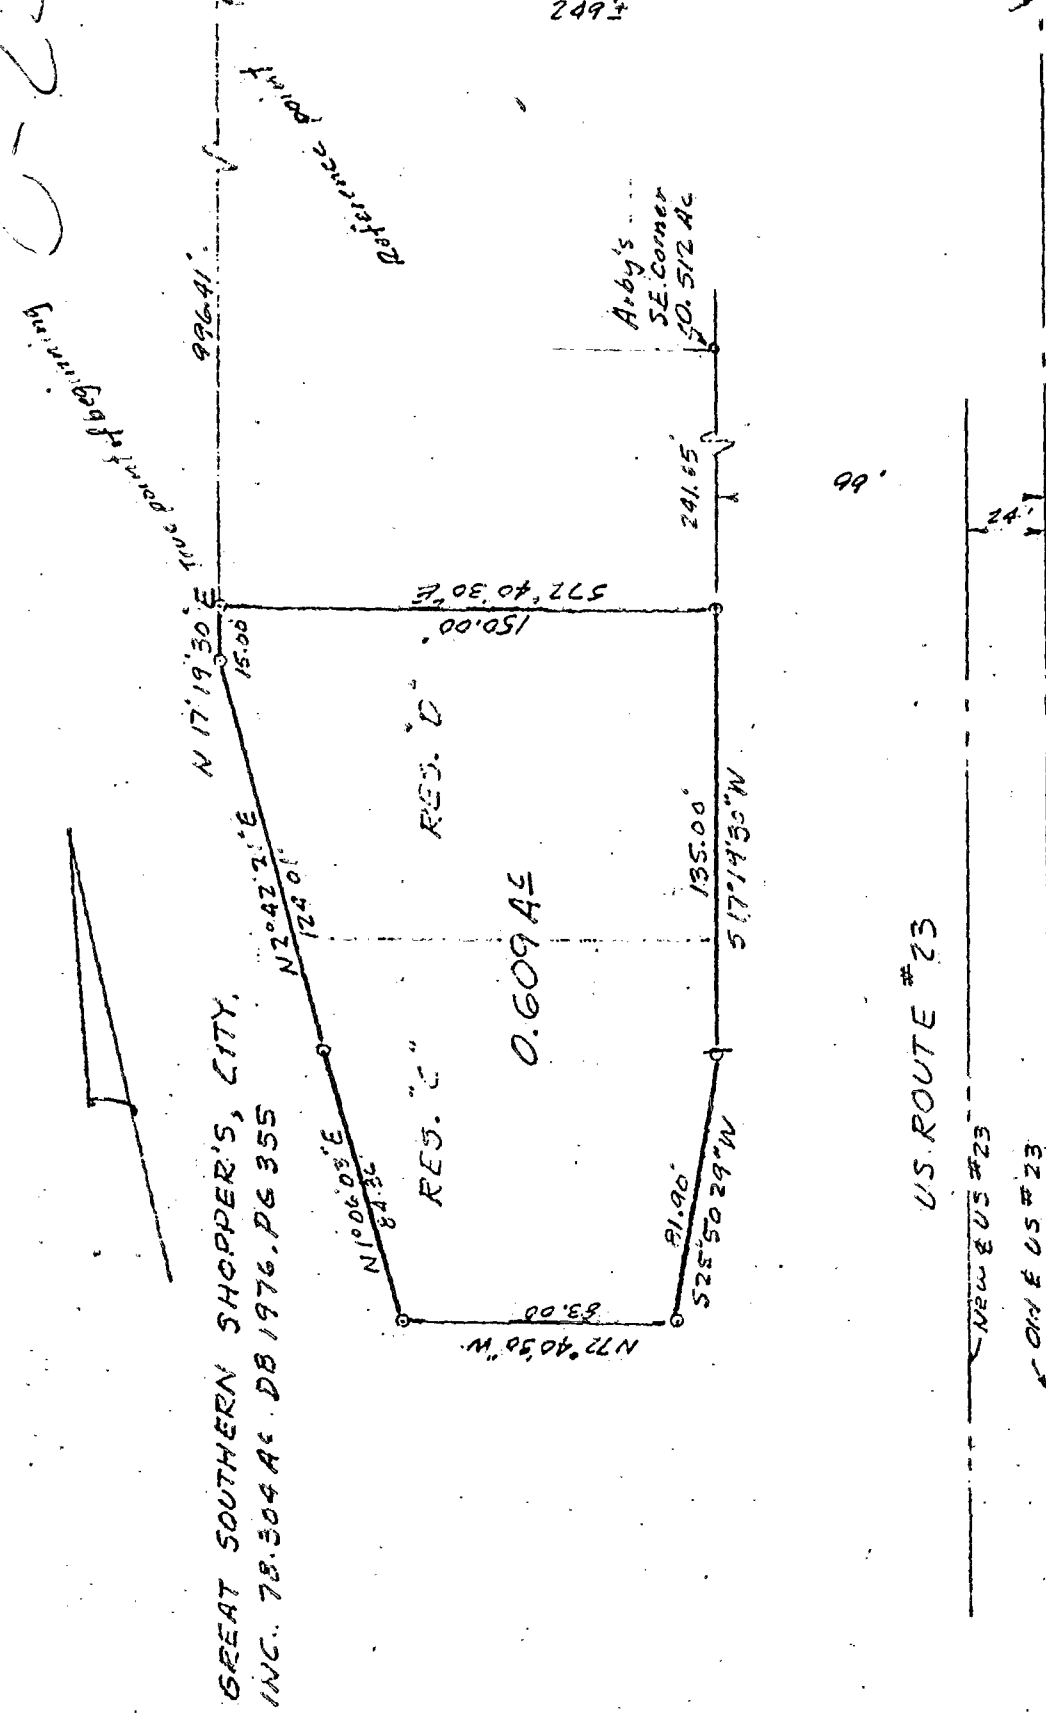 GREAT SOUTHERN SHOPPER'S, CITY,
INC.. 78.304 Ac. DB 1976. PG 355
N 17°19'30" E
15.00'
true point of beginning
996.41'
Reference point
249±
Arby's
SE. Corner
0.512 Ac
241.65'
S72°40'30"E
150.00'
N2°42'21"E
124.01'
RES. "D"
RES. "C"
0.609 Ac
N1°06'03"E
84.36'
N72°40'30"W
83.00
81.90'
S25°50'29"W
135.00'
S17°19'30"W
24'
U.S. ROUTE #23
New ₵ US #23
Old ₵ US #23